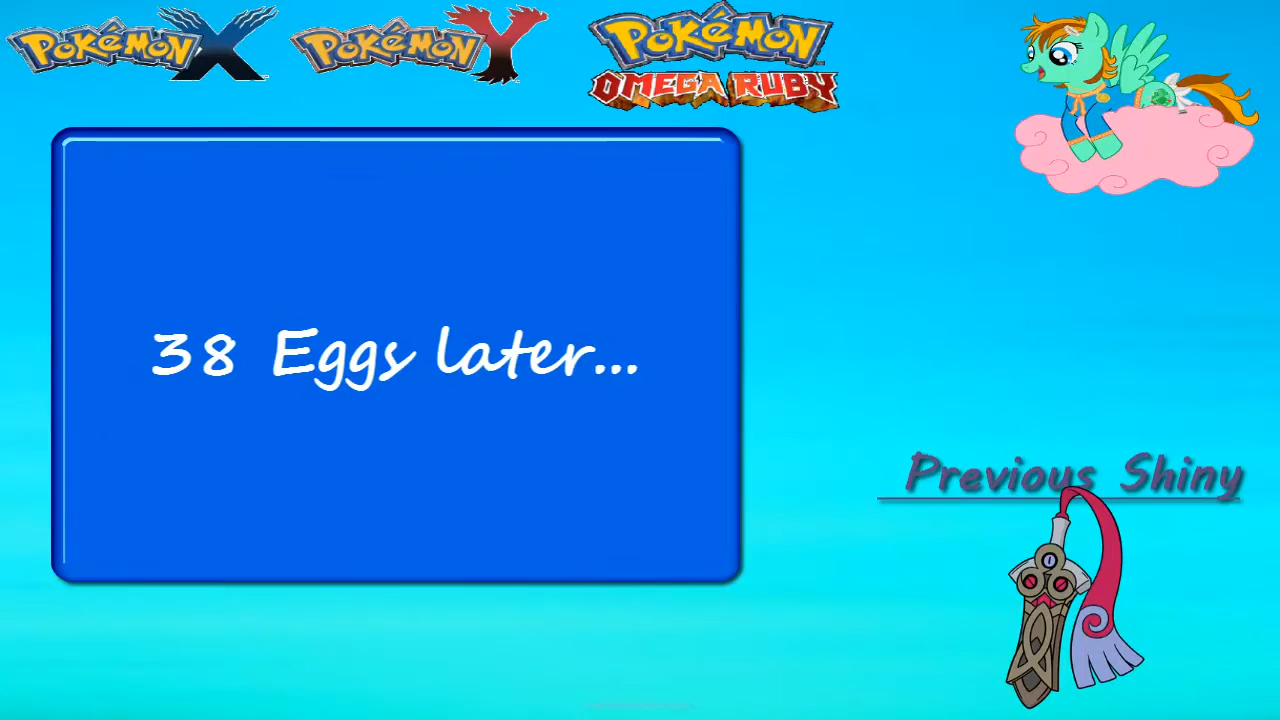 POKéMON X
POKéMON Y
POKéMON
OMEGA RUBY
38 Eggs later...
Previous Shiny